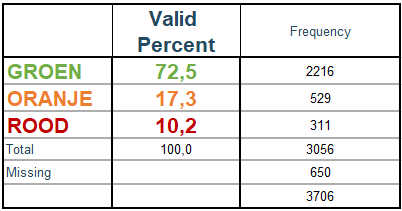 Valid Percent Frequency
GROEN 72,5 2216
ORANJE 17,3 529
ROOD 10,2 311
Total 100,0 3056
Missing 650
3706